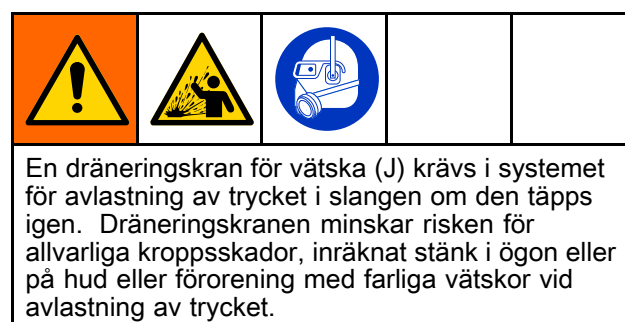 En dräneringskran för vätska (J) krävs i systemet
för avlastning av trycket i slangen om den täpps
igen. Dräneringskranen minskar risken för
allvarliga kroppsskador, inräknat stänk i ögon eller
på hud eller förorening med farliga vätskor vid
avlastning av trycket.